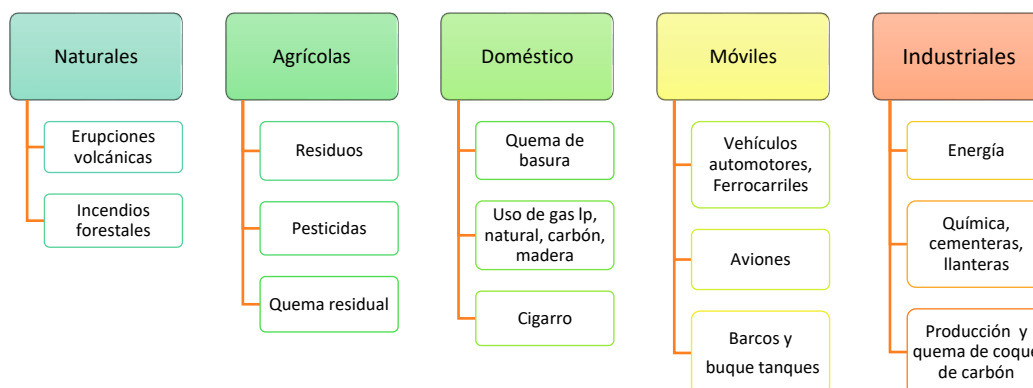 Naturales
Erupciones
volcánicas
Incendios
forestales
Agrícolas
Residuos
Pesticidas
Quema residual
Doméstico
Quema de
basura
Uso de gas lp,
natural, carbón,
madera
Cigarro
Móviles
Vehículos
automotores,
Ferrocarriles
Aviones
Barcos y
buque tanques
Industriales
Energía
Química,
cementeras,
llanteras
Producción y
quema de coque
de carbón